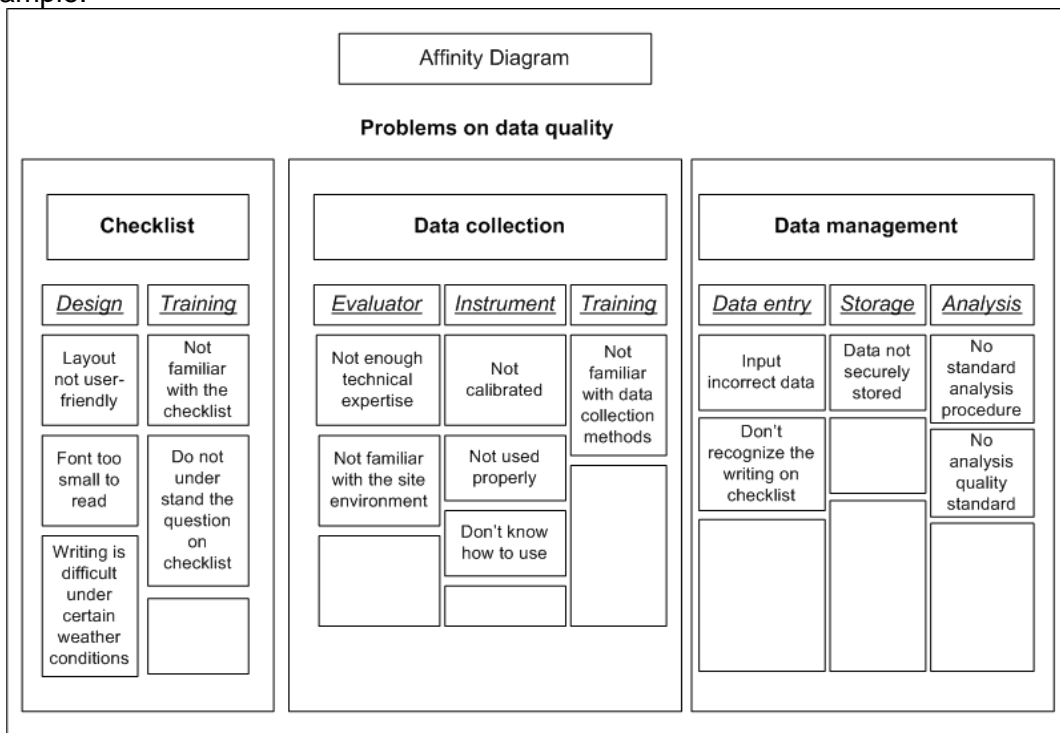 ample:
Affinity Diagram
Problems on data quality
Checklist
Design
Layout
not user-
friendly
Font too
small to
read
Writing is
difficult
under
certain
weather
conditions
Training
Not
familiar
with the
checklist
Do not
under
stand the
question
on
checklist
Data collection
Evaluator
Not enough
technical
expertise
Not familiar
with the site
environment
Instrument
Not
calibrated
Not used
properly
Don't know
how to use
Training
Not
familiar
with data
collection
methods
Data management
Data entry
Input
incorrect data
Don't
recognize the
writing on
checklist
Storage
Data not
securely
stored
Analysis
No
standard
analysis
procedure
No
analysis
quality
standard